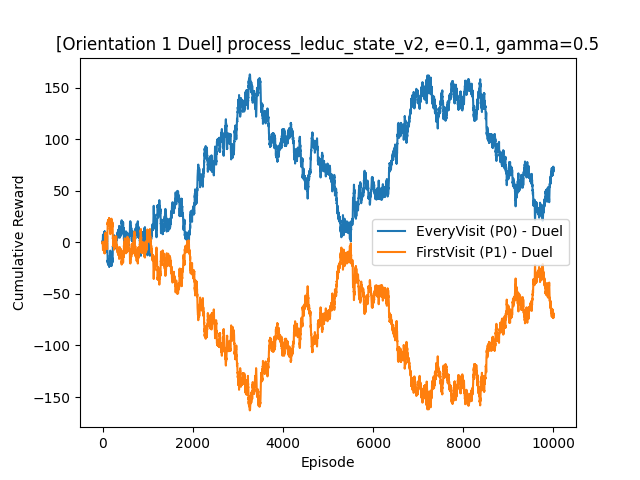 [Orientation 1 Duel] process_leduc_state_v2, e=0.1, gamma=0.5
Cumulative Reward
150
100
50
0
−50
−100
−150
EveryVisit (P0) - Duel
FirstVisit (P1) - Duel
0 2000 4000 6000 8000 10000
Episode